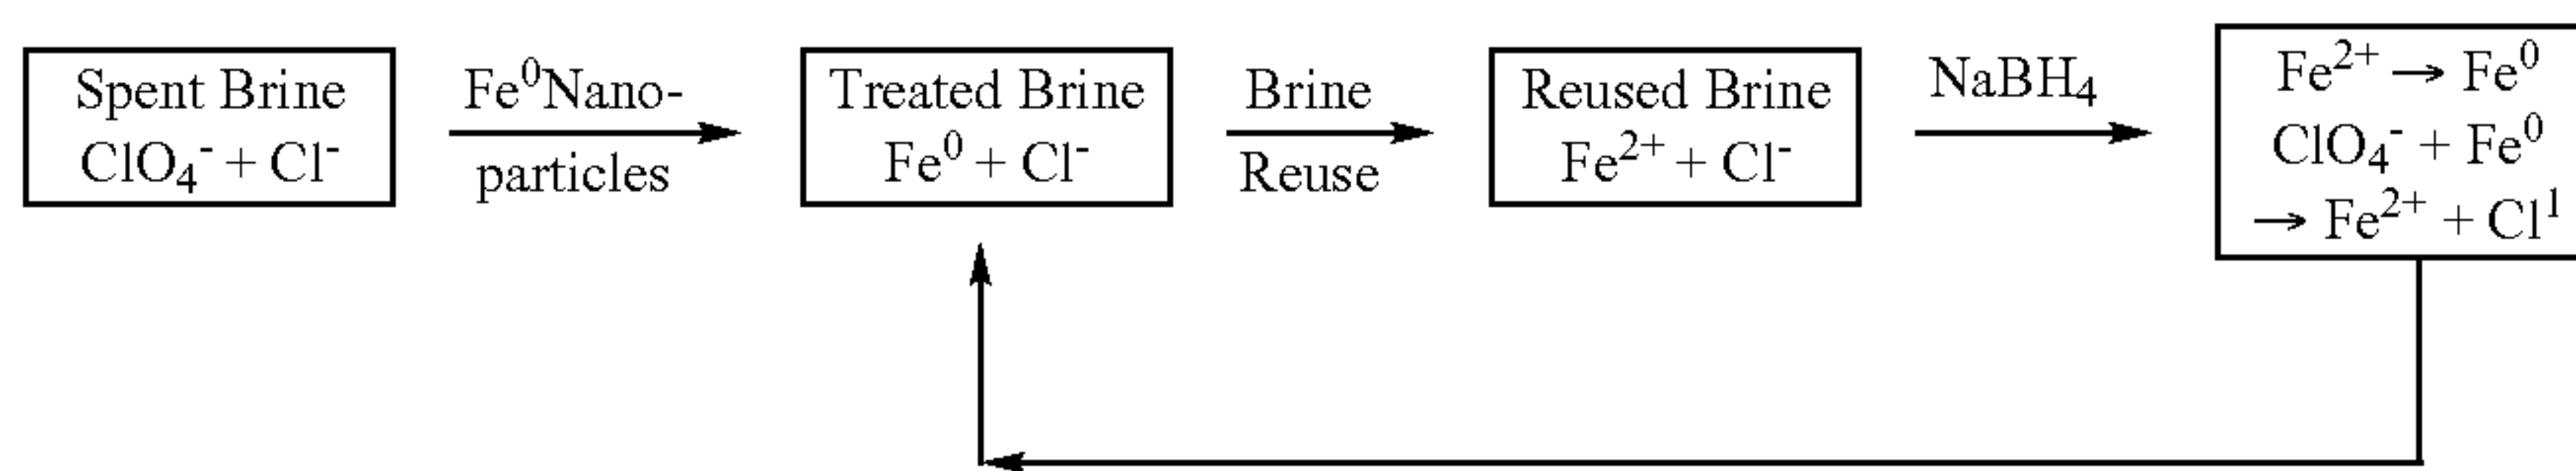 Spent Brine
ClO₄⁻ + Cl⁻
Fe⁰Nano-
particles
Treated Brine
Fe⁰ + Cl⁻
Brine
Reuse
Reused Brine
Fe²⁺ + Cl⁻
NaBH₄
Fe²⁺ → Fe⁰
ClO₄⁻ + Fe⁰
→ Fe²⁺ + Cl¹